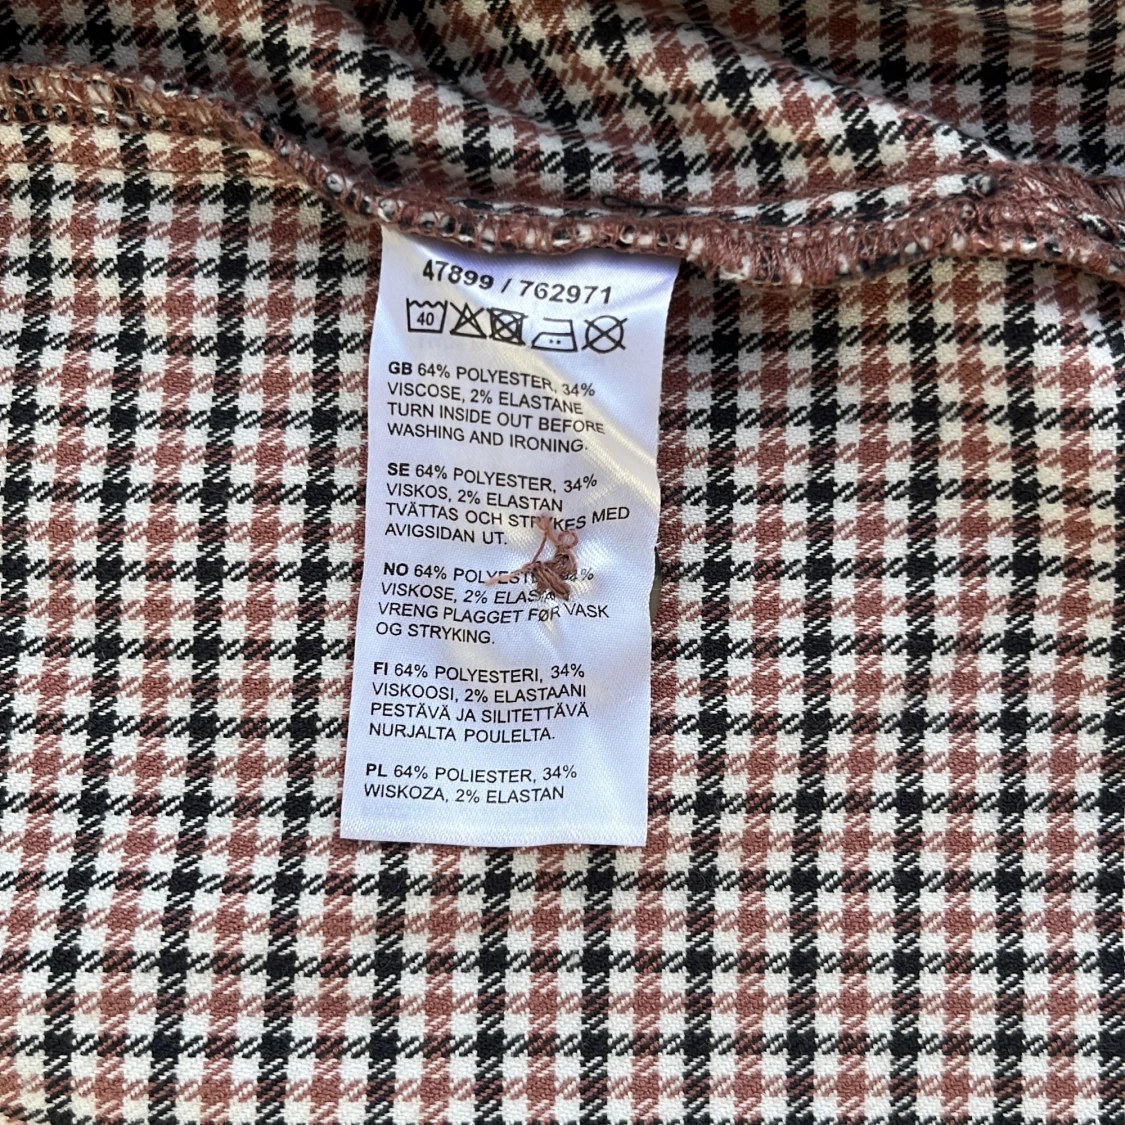 47899 / 762971
40
GB 64% POLYESTER, 34%
VISCOSE, 2% ELASTANE
TURN INSIDE OUT BEFORE
WASHING AND IRONING.
SE 64% POLYESTER, 34%
VISKOS, 2% ELASTAN
TVÄTTAS OCH STRYKES MED
AVIGSIDAN UT.
NO 64% POLYESTER, 34%
VISKOSE, 2% ELASTAN
VRENG PLAGGET FØR VASK
OG STRYKING.
FI 64% POLYESTERI, 34%
VISKOOSI, 2% ELASTAANI
PESTÄVÄ JA SILITETTÄVÄ
NURJALTA POULELTA.
PL 64% POLIESTER, 34%
WISKOZA, 2% ELASTAN